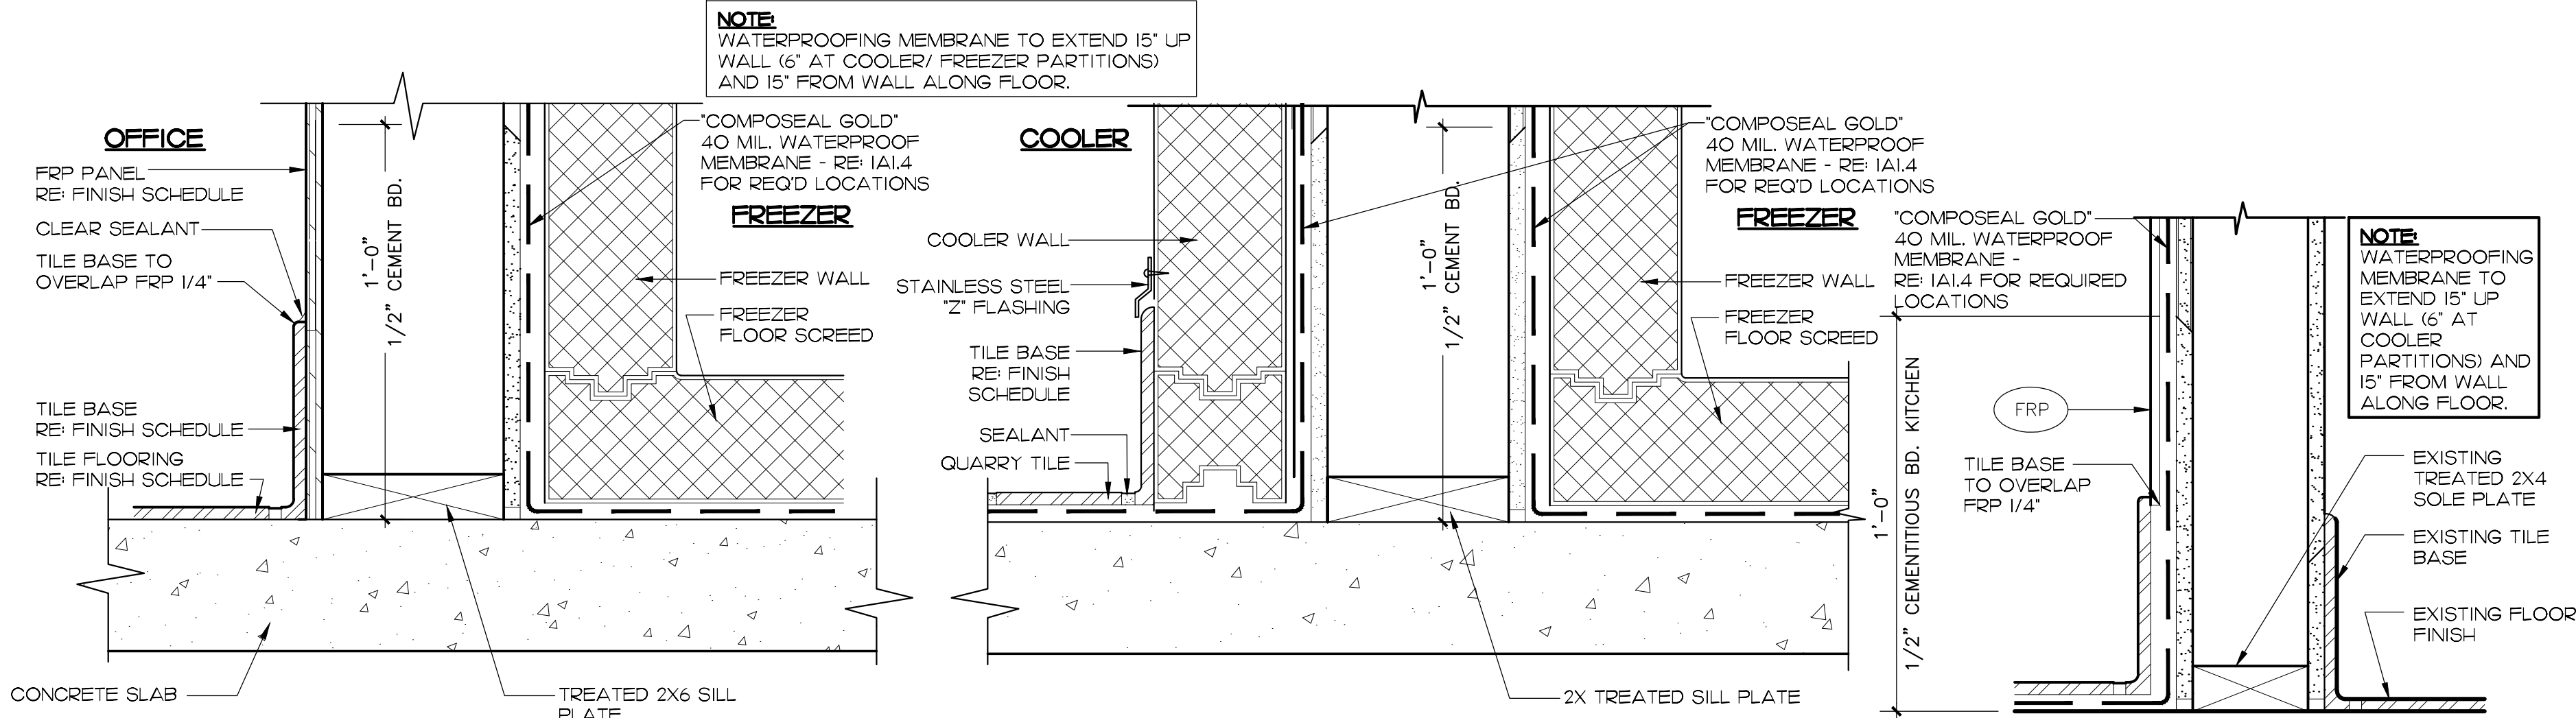 NOTE:
WATERPROOFING MEMBRANE TO EXTEND 15" UP
WALL (6" AT COOLER/ FREEZER PARTITIONS)
AND 15" FROM WALL ALONG FLOOR.
OFFICE
FRP PANEL
RE: FINISH SCHEDULE
CLEAR SEALANT
TILE BASE TO
OVERLAP FRP 1/4"
TILE BASE
RE: FINISH SCHEDULE
TILE FLOORING
RE: FINISH SCHEDULE
CONCRETE SLAB
1'-0"
1/2" CEMENT BD.
"COMPOSEAL GOLD"
40 MIL. WATERPROOF
MEMBRANE - RE: 1A1.4
FOR REQ'D LOCATIONS
FREEZER
FREEZER WALL
FREEZER
FLOOR SCREED
TREATED 2X6 SILL
PLATE
COOLER
COOLER WALL
STAINLESS STEEL
"Z" FLASHING
TILE BASE
RE: FINISH
SCHEDULE
SEALANT
QUARRY TILE
1'-0"
1/2" CEMENT BD.
"COMPOSEAL GOLD"
40 MIL. WATERPROOF
MEMBRANE - RE: 1A1.4
FOR REQ'D LOCATIONS
FREEZER
FREEZER WALL
FREEZER
FLOOR SCREED
2X TREATED SILL PLATE
"COMPOSEAL GOLD"
40 MIL. WATERPROOF
MEMBRANE -
RE: 1A1.4 FOR REQUIRED
LOCATIONS
1'-0"
1/2" CEMENTITIOUS BD. KITCHEN
FRP
TILE BASE
TO OVERLAP
FRP 1/4"
NOTE:
WATERPROOFING
MEMBRANE TO
EXTEND 15" UP
WALL (6" AT
COOLER
PARTITIONS) AND
15" FROM WALL
ALONG FLOOR.
EXISTING
TREATED 2X4
SOLE PLATE
EXISTING TILE
BASE
EXISTING FLOOR
FINISH